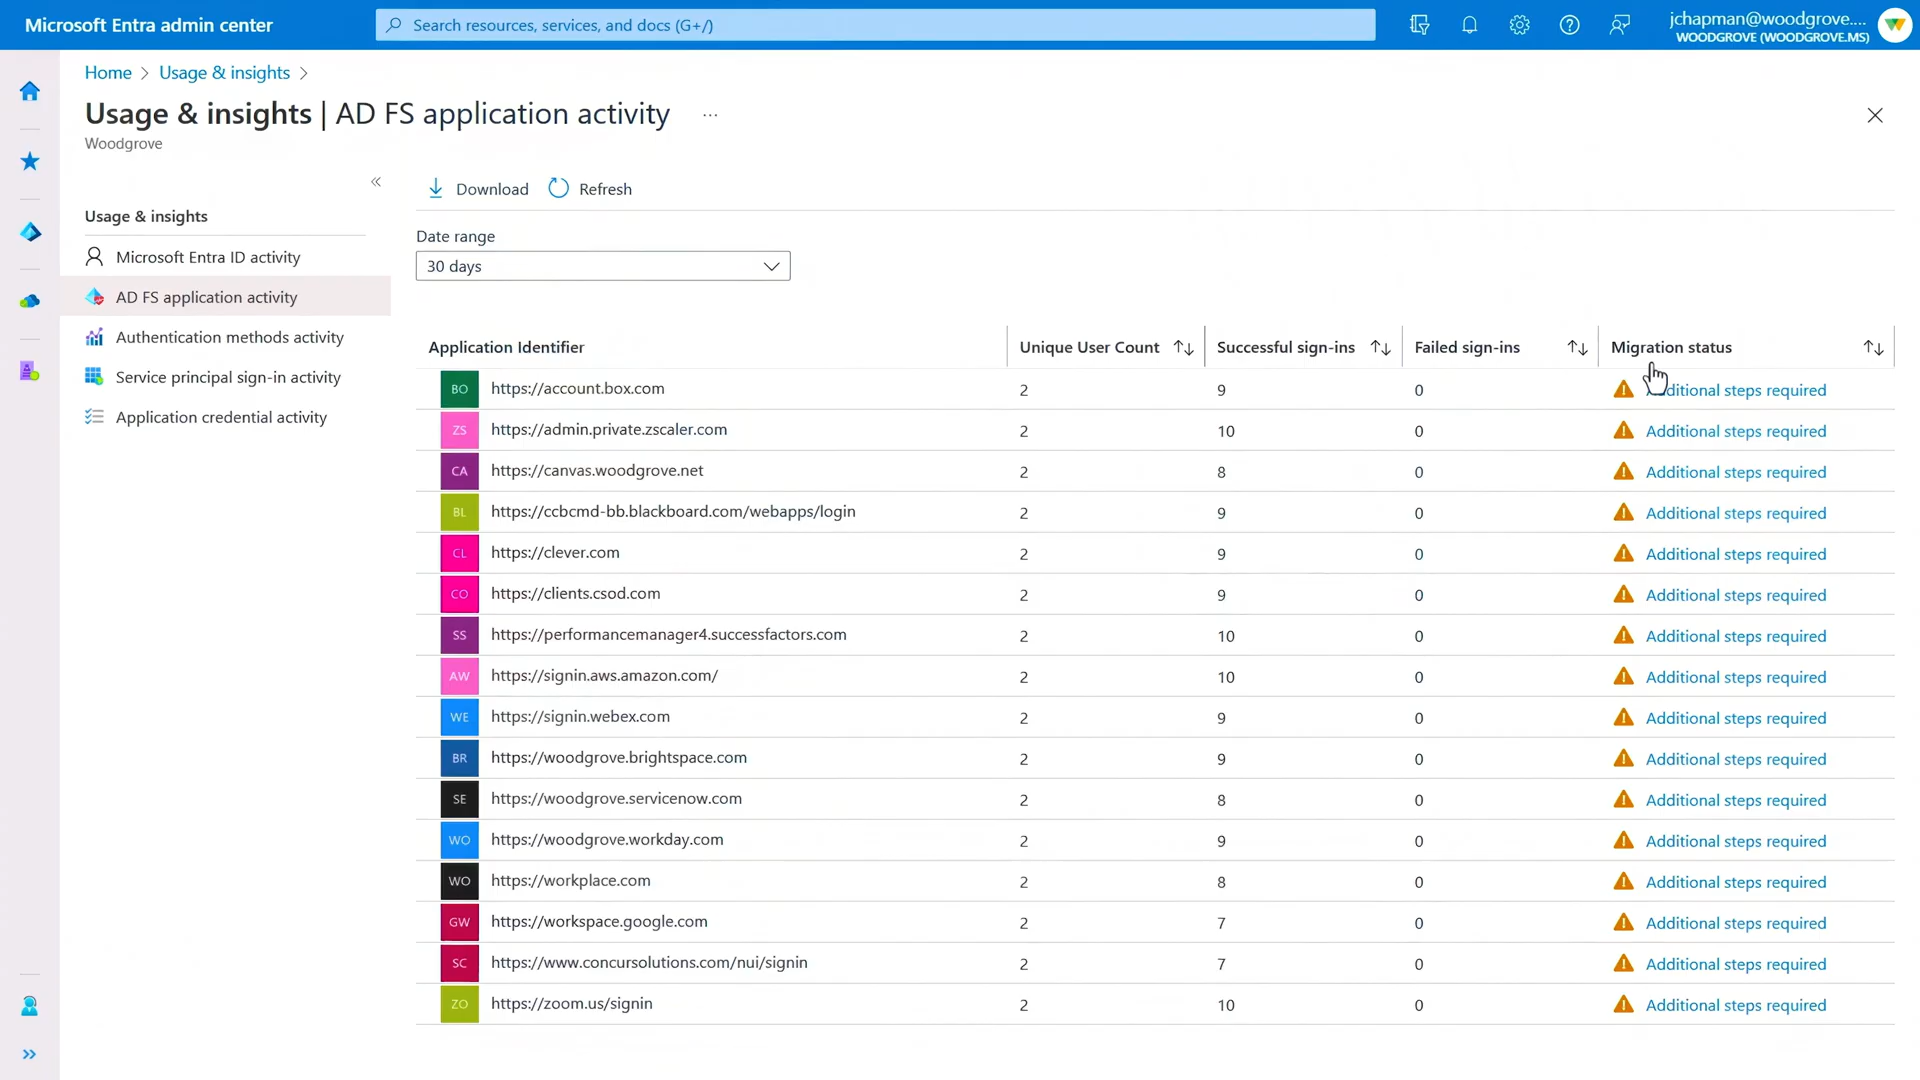 Microsoft Entra admin center
Search resources, services, and docs (G+/)
jchapman@woodgrove....
WOODGROVE (WOODGROVE.MS)
Home > Usage & insights >
Usage & insights | AD FS application activity ...
Woodgrove
«
Usage & insights
Microsoft Entra ID activity
AD FS application activity
Authentication methods activity
Service principal sign-in activity
Application credential activity
Download Refresh
Date range
30 days
Application Identifier Unique User Count Successful sign-ins Failed sign-ins Migration status
BO https://account.box.com 2 9 0 dditional steps required
ZS https://admin.private.zscaler.com 2 10 0 Additional steps required
CA https://canvas.woodgrove.net 2 8 0 Additional steps required
BL https://ccbcmd-bb.blackboard.com/webapps/login 2 9 0 Additional steps required
CL https://clever.com 2 9 0 Additional steps required
CO https://clients.csod.com 2 9 0 Additional steps required
SS https://performancemanager4.successfactors.com 2 10 0 Additional steps required
AW https://signin.aws.amazon.com/ 2 10 0 Additional steps required
WE https://signin.webex.com 2 9 0 Additional steps required
BR https://woodgrove.brightspace.com 2 9 0 Additional steps required
SE https://woodgrove.servicenow.com 2 8 0 Additional steps required
WO https://woodgrove.workday.com 2 9 0 Additional steps required
WO https://workplace.com 2 8 0 Additional steps required
GW https://workspace.google.com 2 7 0 Additional steps required
SC https://www.concursolutions.com/nui/signin 2 7 0 Additional steps required
ZO https://zoom.us/signin 2 10 0 Additional steps required
»